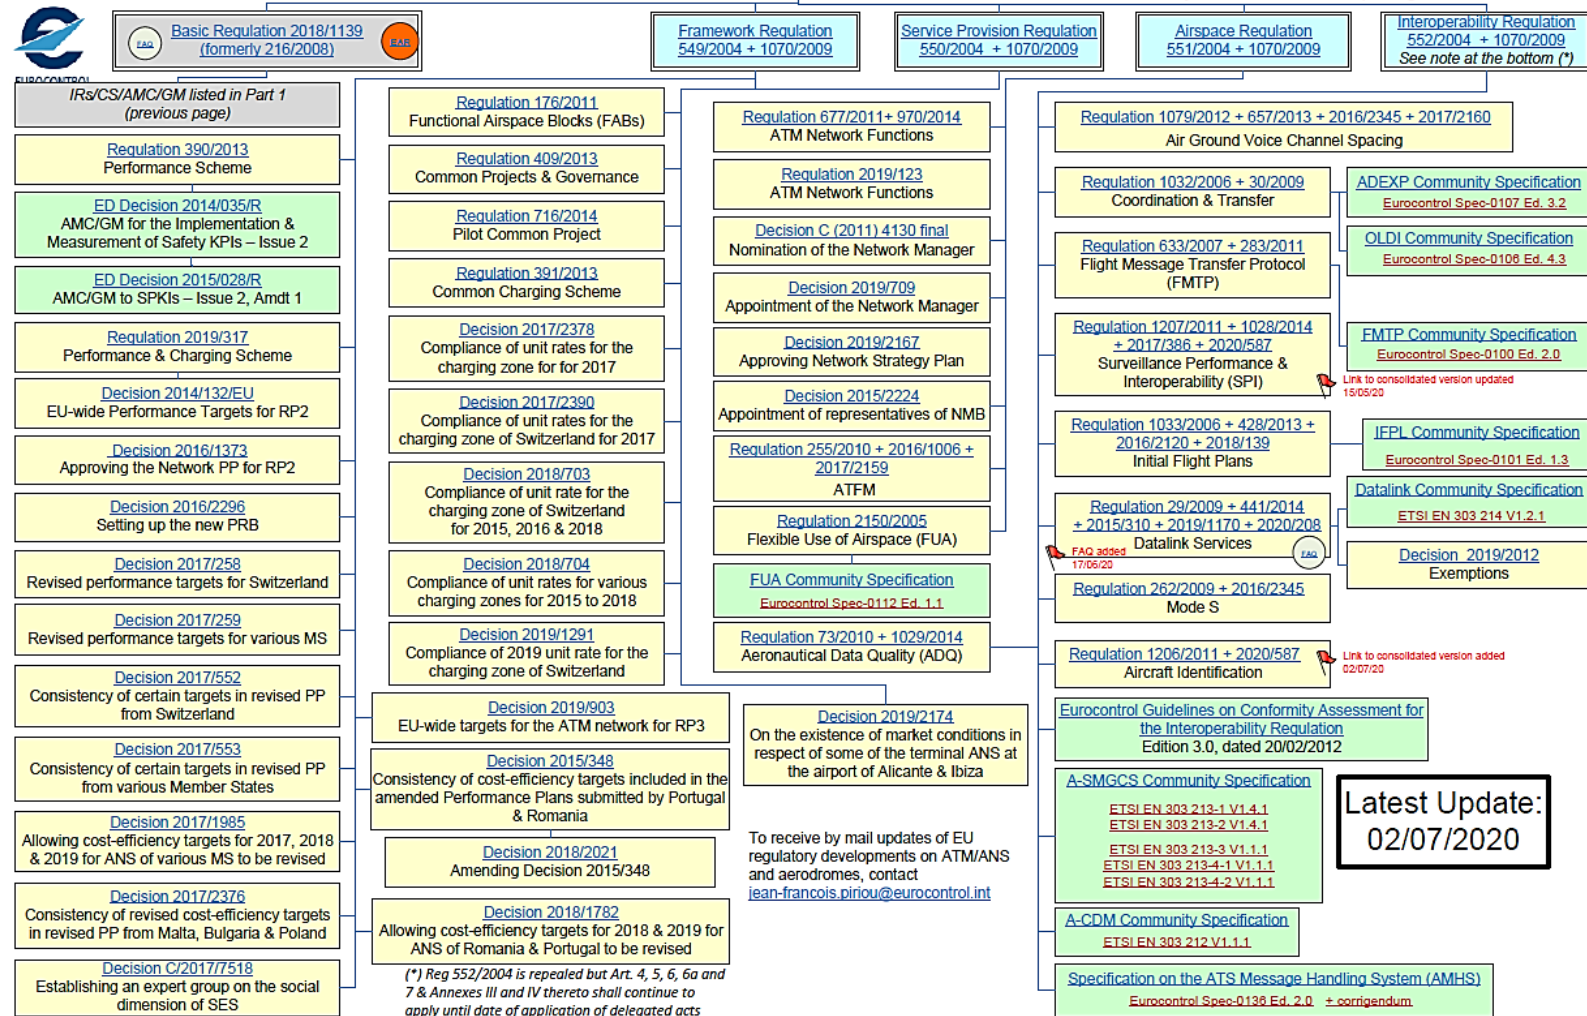 EUROCONTROL
FAQ
Basic Regulation 2018/1139
(formerly 216/2008)
EAR
Framework Regulation
549/2004 + 1070/2009
Service Provision Regulation
550/2004 + 1070/2009
Airspace Regulation
551/2004 + 1070/2009
Interoperability Regulation
552/2004 + 1070/2009
See note at the bottom (*)
IRs/CS/AMC/GM listed in Part 1
(previous page)
Regulation 390/2013
Performance Scheme
ED Decision 2014/035/R
AMC/GM for the Implementation &
Measurement of Safety KPIs – Issue 2
ED Decision 2015/028/R
AMC/GM to SPKIs – Issue 2, Amdt 1
Regulation 2019/317
Performance & Charging Scheme
Decision 2014/132/EU
EU-wide Performance Targets for RP2
Decision 2016/1373
Approving the Network PP for RP2
Decision 2016/2296
Setting up the new PRB
Decision 2017/258
Revised performance targets for Switzerland
Decision 2017/259
Revised performance targets for various MS
Decision 2017/552
Consistency of certain targets in revised PP
from Switzerland
Decision 2017/553
Consistency of certain targets in revised PP
from various Member States
Decision 2017/1985
Allowing cost-efficiency targets for 2017, 2018
& 2019 for ANS of various MS to be revised
Decision 2017/2376
Consistency of revised cost-efficiency targets
in revised PP from Malta, Bulgaria & Poland
Decision C/2017/7518
Establishing an expert group on the social
dimension of SES
Regulation 176/2011
Functional Airspace Blocks (FABs)
Regulation 409/2013
Common Projects & Governance
Regulation 716/2014
Pilot Common Project
Regulation 391/2013
Common Charging Scheme
Decision 2017/2378
Compliance of unit rates for the
charging zone for for 2017
Decision 2017/2390
Compliance of unit rates for the
charging zone of Switzerland for 2017
Decision 2018/703
Compliance of unit rate for the
charging zone of Switzerland
for 2015, 2016 & 2018
Decision 2018/704
Compliance of unit rates for various
charging zones for 2015 to 2018
Decision 2019/1291
Compliance of 2019 unit rate for the
charging zone of Switzerland
Decision 2019/903
EU-wide targets for the ATM network for RP3
Decision 2015/348
Consistency of cost-efficiency targets included in the
amended Performance Plans submitted by Portugal
& Romania
Decision 2018/2021
Amending Decision 2015/348
Decision 2018/1782
Allowing cost-efficiency targets for 2018 & 2019 for
ANS of Romania & Portugal to be revised
(*) Reg 552/2004 is repealed but Art. 4, 5, 6, 6a and
7 & Annexes III and IV thereto shall continue to
apply until date of application of delegated acts
Regulation 677/2011+ 970/2014
ATM Network Functions
Regulation 2019/123
ATM Network Functions
Decision C (2011) 4130 final
Nomination of the Network Manager
Decision 2019/709
Appointment of the Network Manager
Decision 2019/2167
Approving Network Strategy Plan
Decision 2015/2224
Appointment of representatives of NMB
Regulation 255/2010 + 2016/1006 +
2017/2159
ATFM
Regulation 2150/2005
Flexible Use of Airspace (FUA)
FUA Community Specification
Eurocontrol Spec-0112 Ed. 1.1
Regulation 73/2010 + 1029/2014
Aeronautical Data Quality (ADQ)
Decision 2019/2174
On the existence of market conditions in
respect of some of the terminal ANS at
the airport of Alicante & Ibiza
To receive by mail updates of EU
regulatory developments on ATM/ANS
and aerodromes, contact
jean-francois.piriou@eurocontrol.int
Regulation 1079/2012 + 657/2013 + 2016/2345 + 2017/2160
Air Ground Voice Channel Spacing
Regulation 1032/2006 + 30/2009
Coordination & Transfer
Regulation 633/2007 + 283/2011
Flight Message Transfer Protocol
(FMTP)
Regulation 1207/2011 + 1028/2014
+ 2017/386 + 2020/587
Surveillance Performance &
Interoperability (SPI)
Link to consolidated version updated
15/05/20
Regulation 1033/2006 + 428/2013 +
2016/2120 + 2018/139
Initial Flight Plans
Regulation 29/2009 + 441/2014
+ 2015/310 + 2019/1170 + 2020/208
Datalink Services
FAQ
FAQ added
17/06/20
Regulation 262/2009 + 2016/2345
Mode S
Regulation 1206/2011 + 2020/587
Aircraft Identification
Link to consolidated version added
02/07/20
Eurocontrol Guidelines on Conformity Assessment for
the Interoperability Regulation
Edition 3.0, dated 20/02/2012
A-SMGCS Community Specification
ETSI EN 303 213-1 V1.4.1
ETSI EN 303 213-2 V1.4.1
ETSI EN 303 213-3 V1.1.1
ETSI EN 303 213-4-1 V1.1.1
ETSI EN 303 213-4-2 V1.1.1
A-CDM Community Specification
ETSI EN 303 212 V1.1.1
Specification on the ATS Message Handling System (AMHS)
Eurocontrol Spec-0136 Ed. 2.0 + corrigendum
ADEXP Community Specification
Eurocontrol Spec-0107 Ed. 3.2
OLDI Community Specification
Eurocontrol Spec-0106 Ed. 4.3
FMTP Community Specification
Eurocontrol Spec-0100 Ed. 2.0
IFPL Community Specification
Eurocontrol Spec-0101 Ed. 1.3
Datalink Community Specification
ETSI EN 303 214 V1.2.1
Decision 2019/2012
Exemptions
Latest Update:
02/07/2020